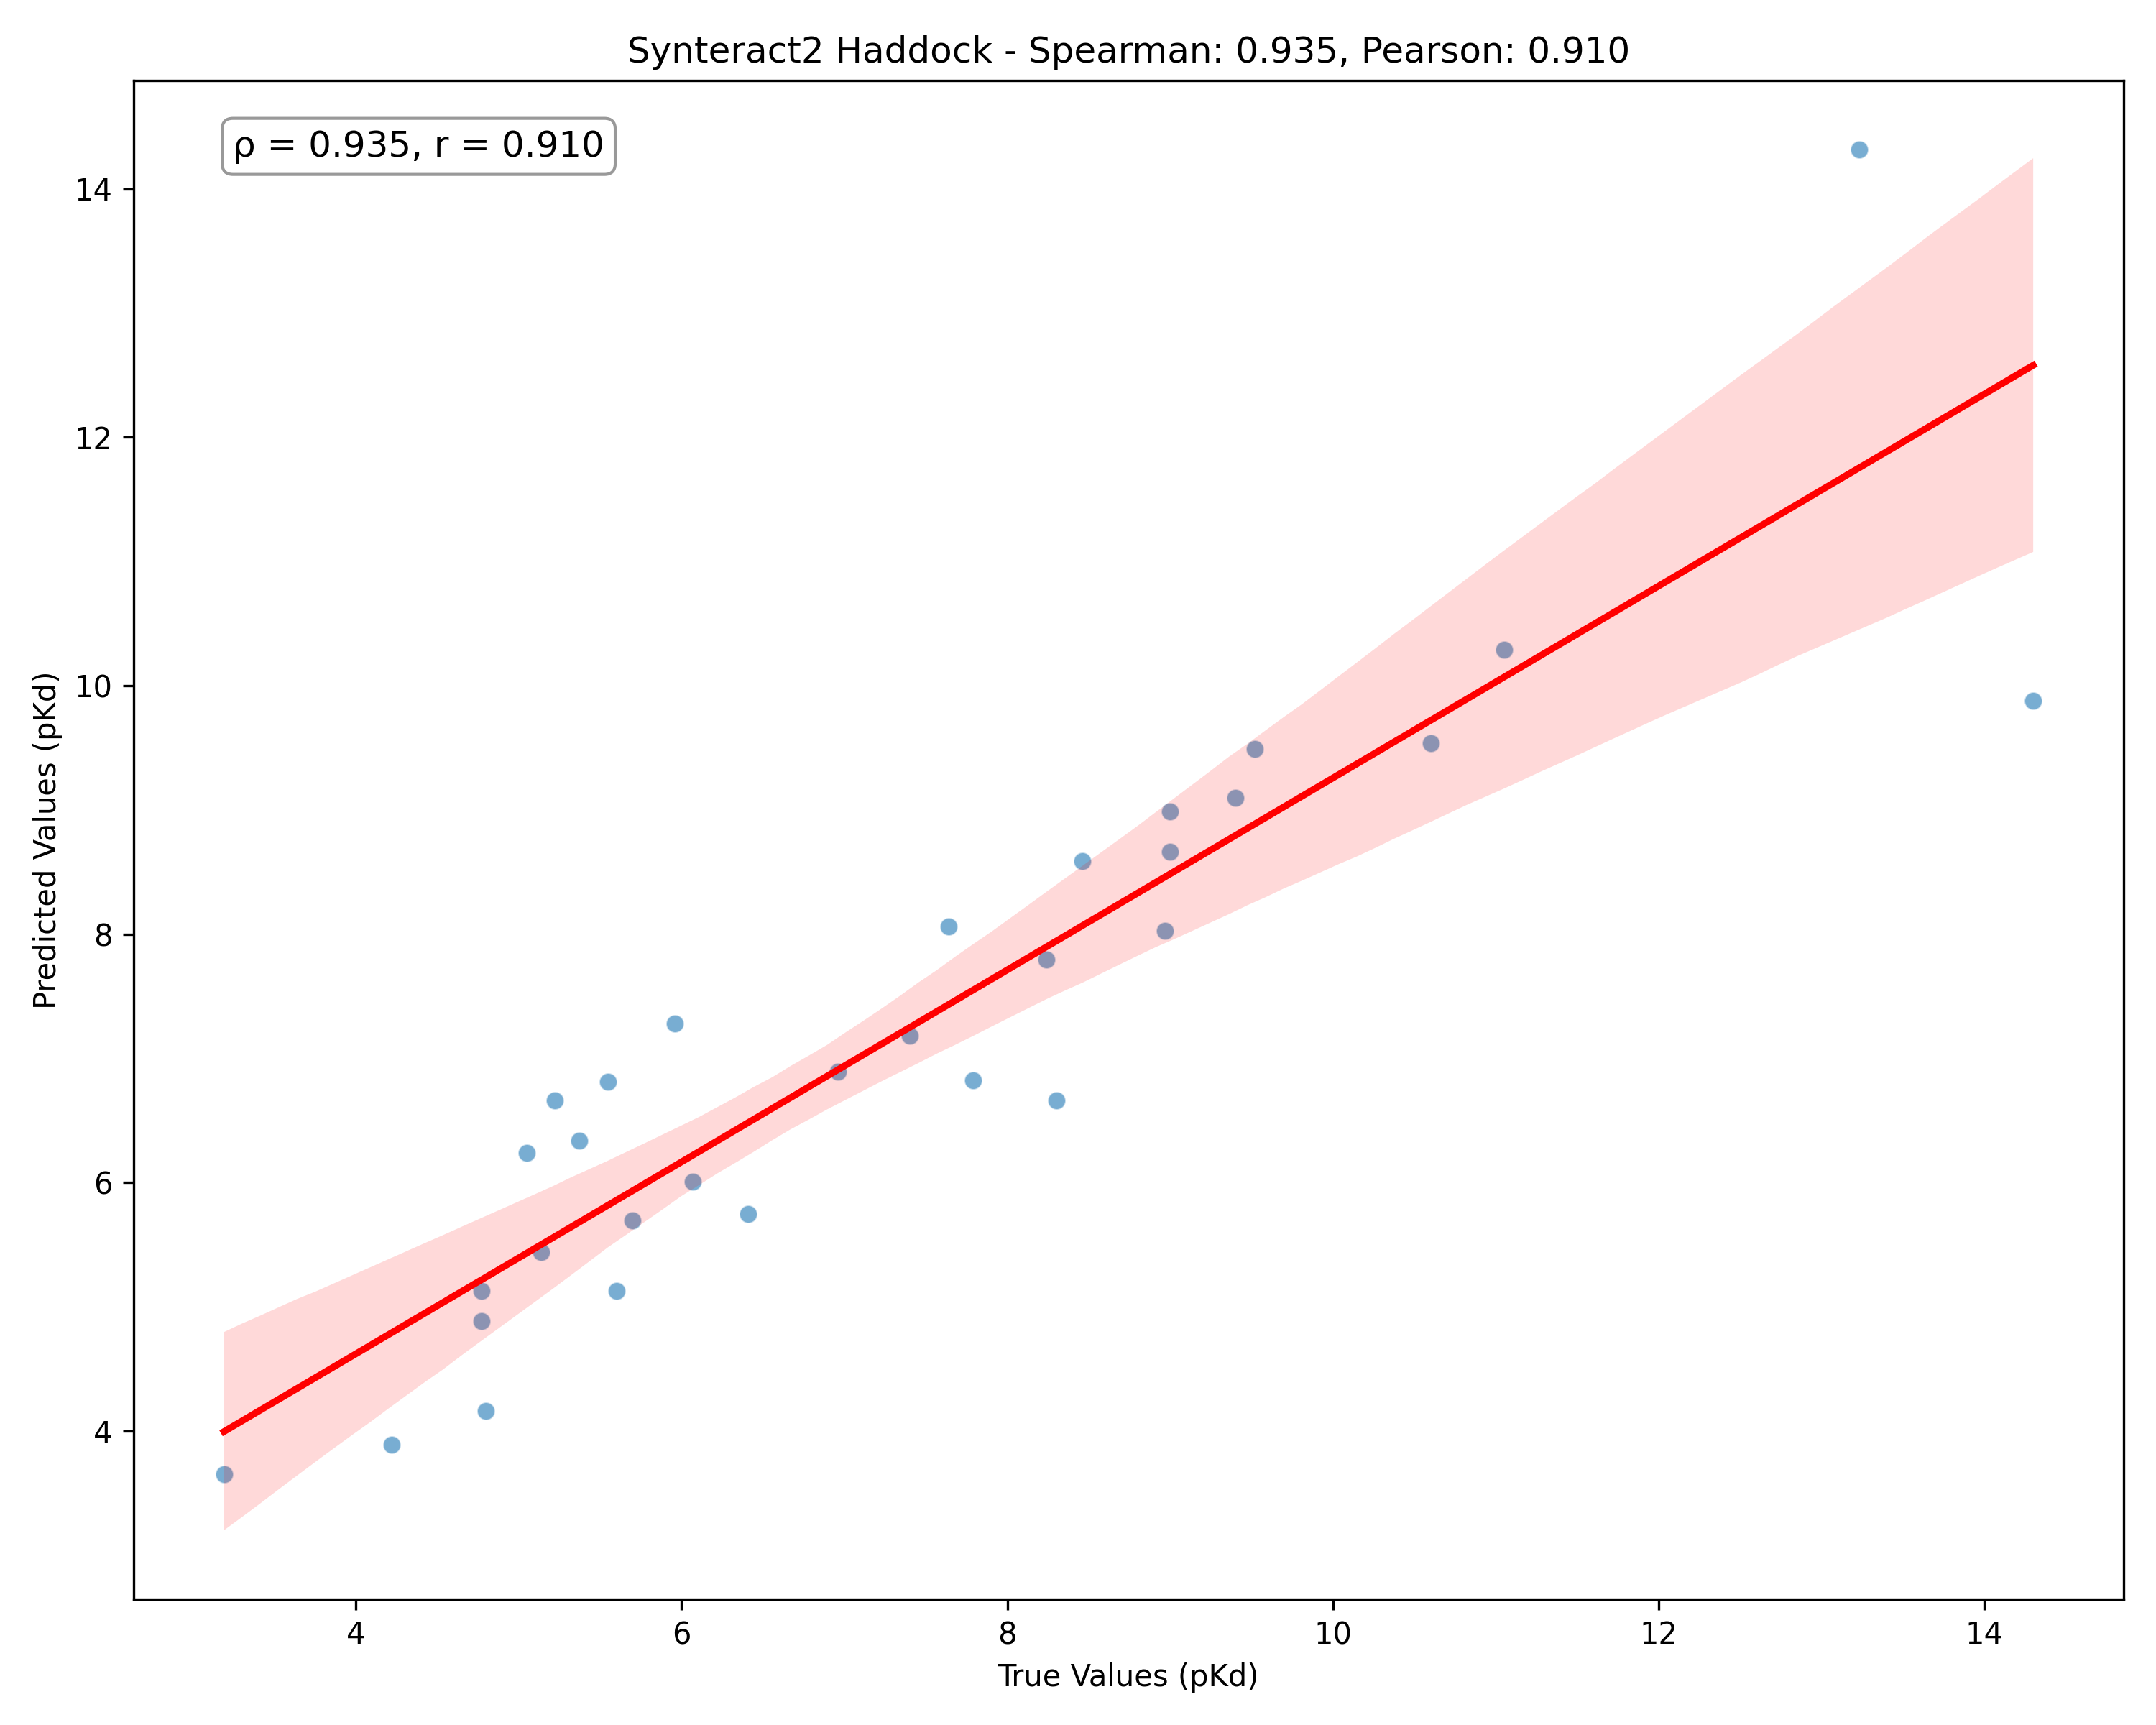 Synteract2 Haddock - Spearman: 0.935, Pearson: 0.910
ρ = 0.935, r = 0.910
14
12
10
8
6
4
Predicted Values (pKd)
4 6 8 10 12 14
True Values (pKd)